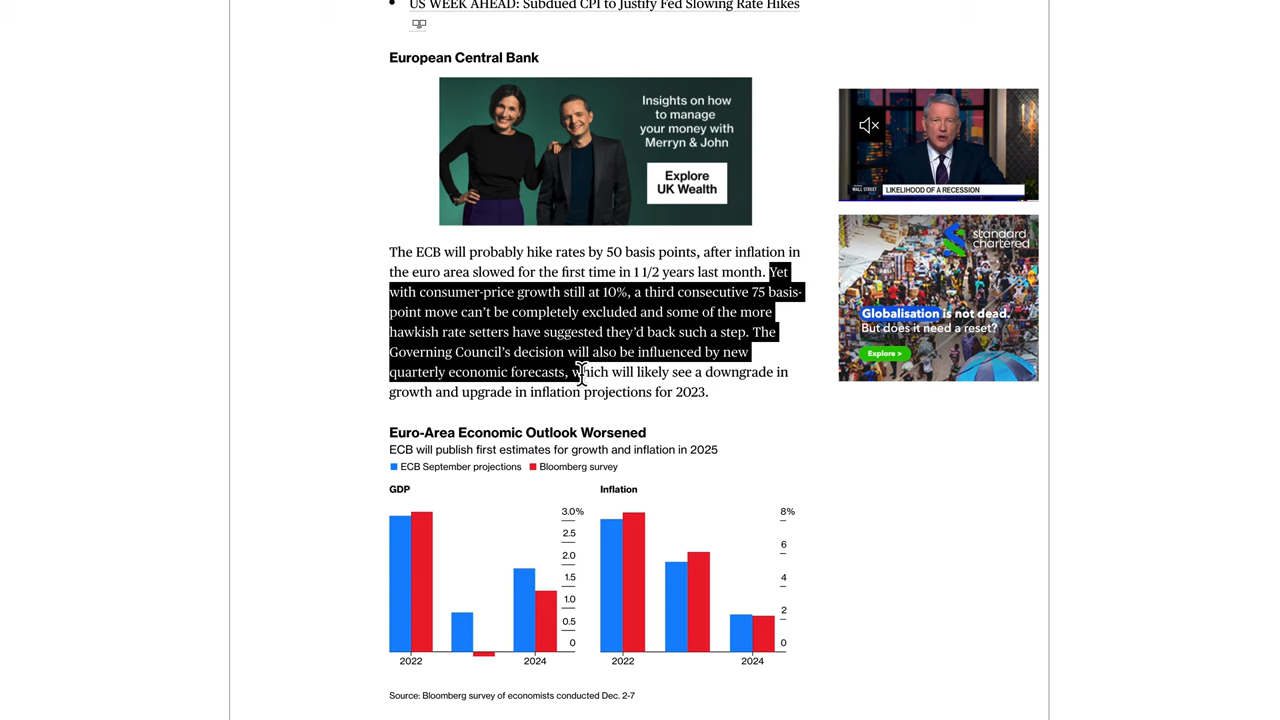 US WEEK AHEAD: Subdued CPI to Justify Fed Slowing Rate Hikes
European Central Bank
Insights on how
to manage
your money with
Merryn & John
Explore
UK Wealth
WALL STREET
LIKELIHOOD OF A RECESSION
standard
chartered
Globalisation is not dead.
But does it need a reset?
Explore >
The ECB will probably hike rates by 50 basis points, after inflation in
the euro area slowed for the first time in 1 1/2 years last month. Yet
with consumer-price growth still at 10%, a third consecutive 75 basis-
point move can't be completely excluded and some of the more
hawkish rate setters have suggested they'd back such a step. The
Governing Council's decision will also be influenced by new
quarterly economic forecasts, which will likely see a downgrade in
growth and upgrade in inflation projections for 2023.
Euro-Area Economic Outlook Worsened
ECB will publish first estimates for growth and inflation in 2025
ECB September projections Bloomberg survey
GDP
3.0%
2.5
2.0
1.5
1.0
0.5
0
2022 2024
Inflation
8%
6
4
2
0
2022 2024
Source: Bloomberg survey of economists conducted Dec. 2-7